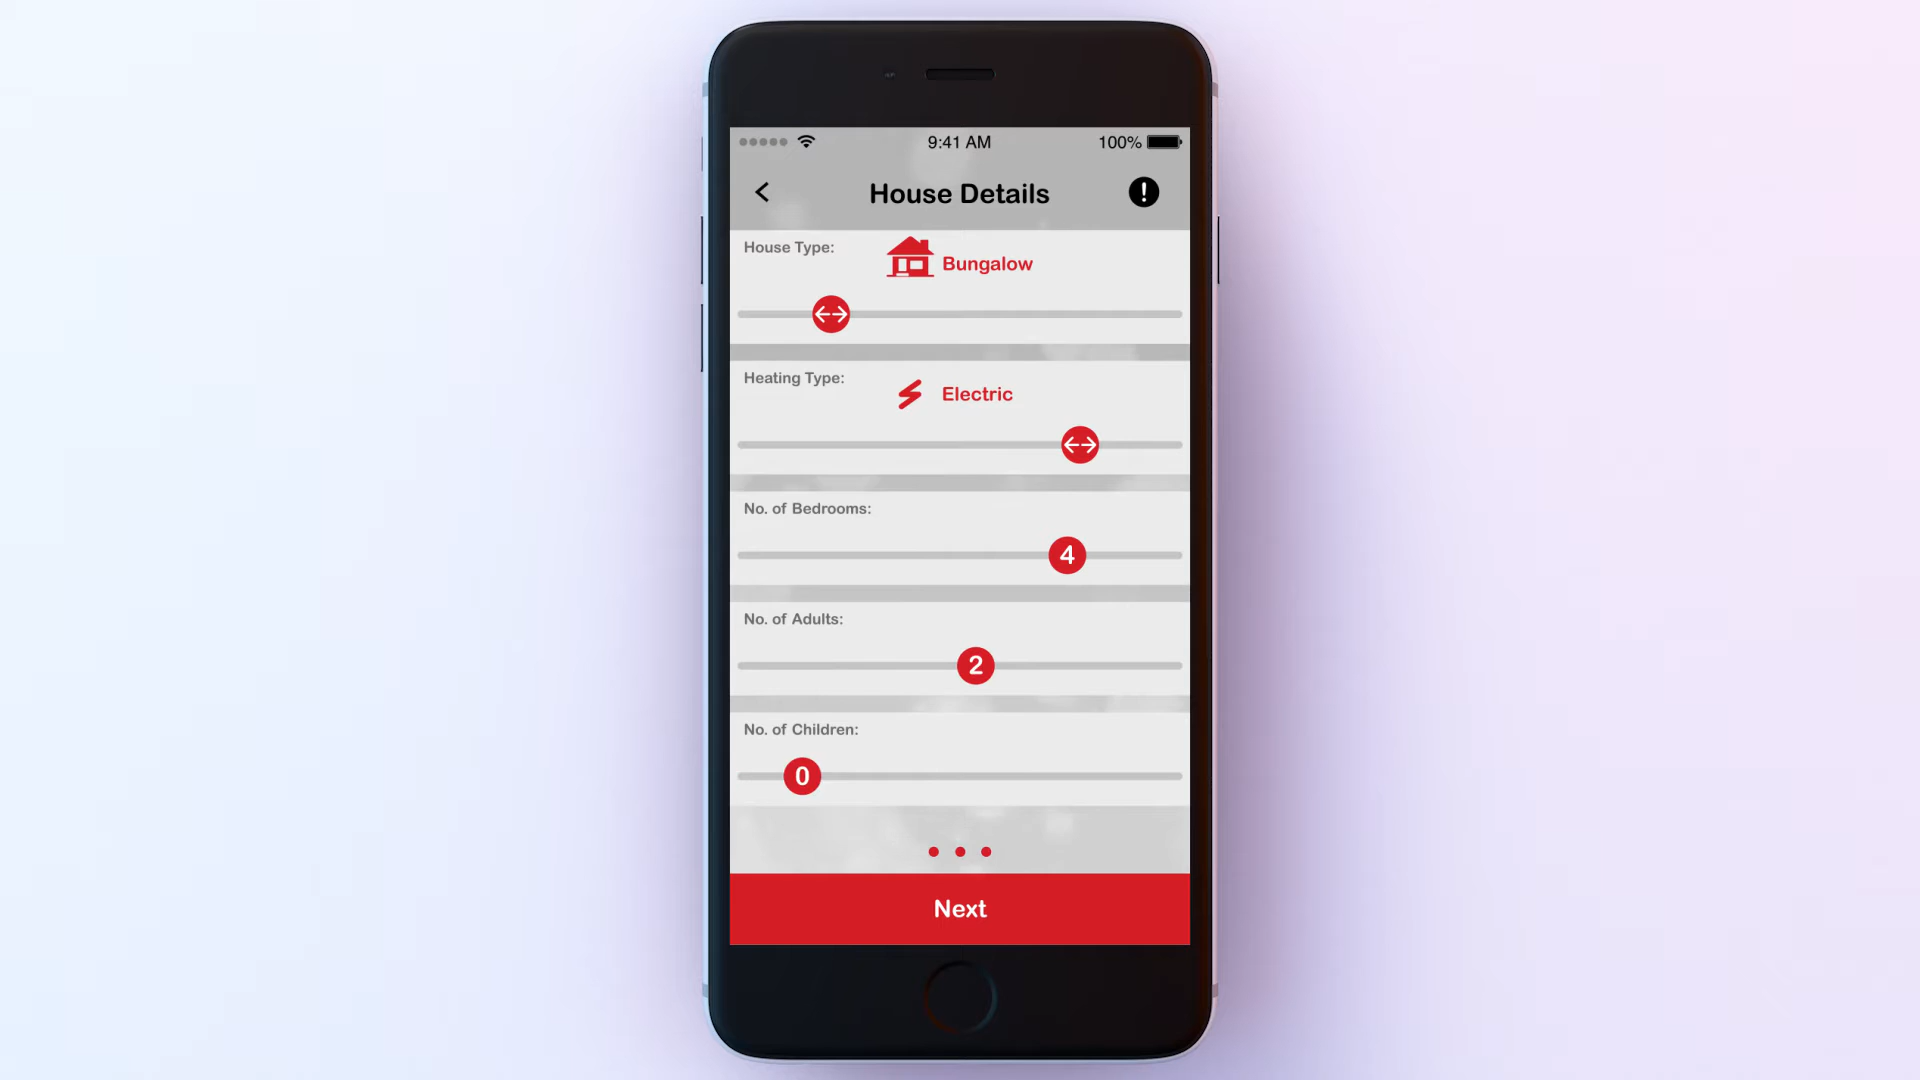 9:41 AM
100%
House Details
House Type:
Bungalow
Heating Type:
Electric
No. of Bedrooms:
4
No. of Adults:
2
No. of Children:
0
Next